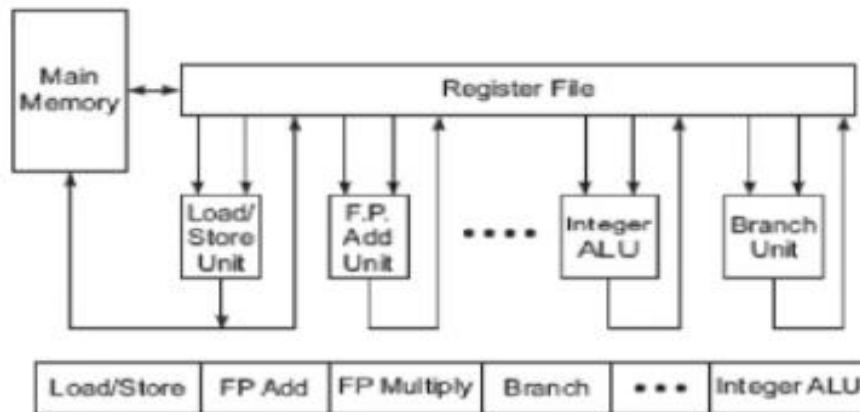 Main
Memory
Register File
Load/
Store
Unit
F.P.
Add
Unit
Integer
ALU
Branch
Unit
Load/Store FP Add FP Multiply Branch Integer ALU